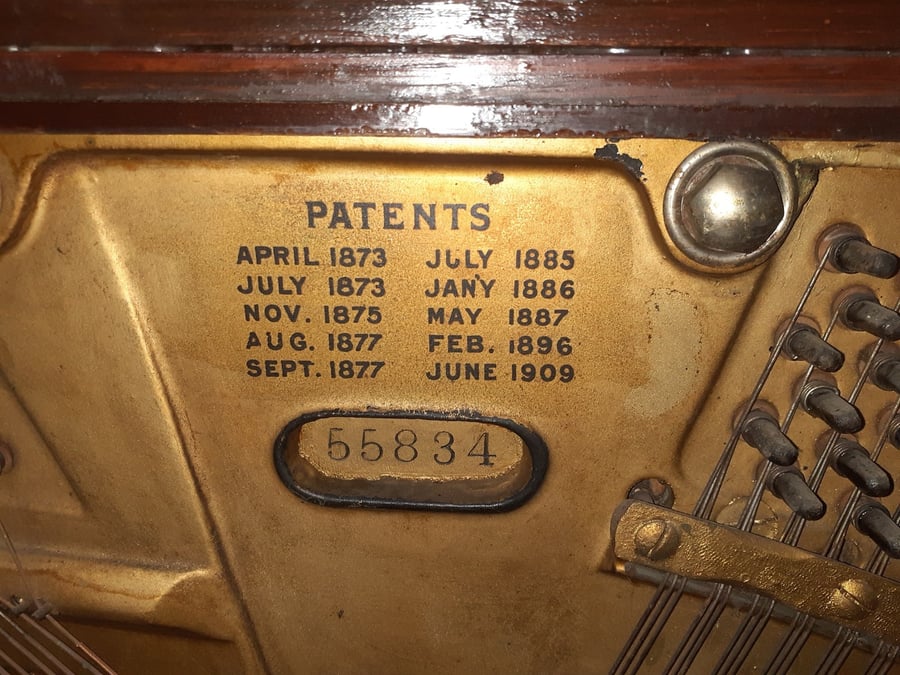 PATENTS
APRIL 1873 JULY 1885
JULY 1873 JAN'Y 1886
NOV. 1875 MAY 1887
AUG. 1877 FEB. 1896
SEPT. 1877 JUNE 1909
55834